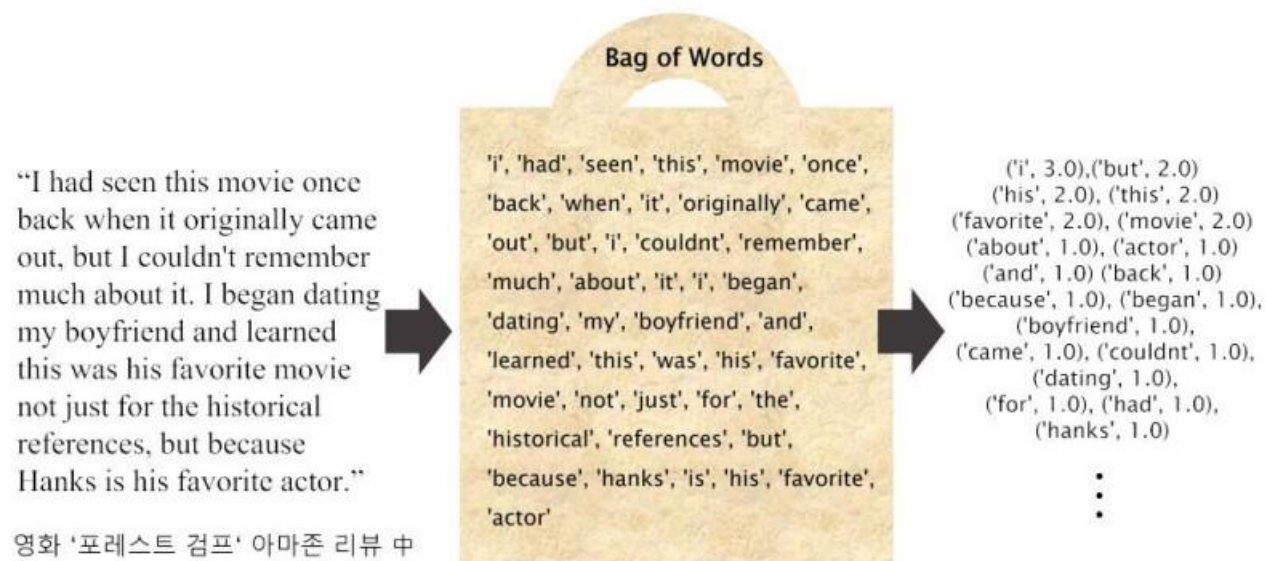 Bag of Words
“I had seen this movie once
back when it originally came
out, but I couldn't remember
much about it. I began dating
my boyfriend and learned
this was his favorite movie
not just for the historical
references, but because
Hanks is his favorite actor.”
영화 ‘포레스트 검프‘ 아마존 리뷰 中
'i', 'had', 'seen', 'this', 'movie', 'once',
'back', 'when', 'it', 'originally', 'came',
'out', 'but', 'i', 'couldnt', 'remember',
'much', 'about', 'it', 'i', 'began',
'dating', 'my', 'boyfriend', 'and',
'learned', 'this', 'was', 'his', 'favorite',
'movie', 'not', 'just', 'for', 'the',
'historical', 'references', 'but',
'because', 'hanks', 'is', 'his', 'favorite',
'actor'
('i', 3.0),('but', 2.0)
('his', 2.0), ('this', 2.0)
('favorite', 2.0), ('movie', 2.0)
('about', 1.0), ('actor', 1.0)
('and', 1.0) ('back', 1.0)
('because', 1.0), ('began', 1.0),
('boyfriend', 1.0),
('came', 1.0), ('couldnt', 1.0),
('dating', 1.0),
('for', 1.0), ('had', 1.0),
('hanks', 1.0)